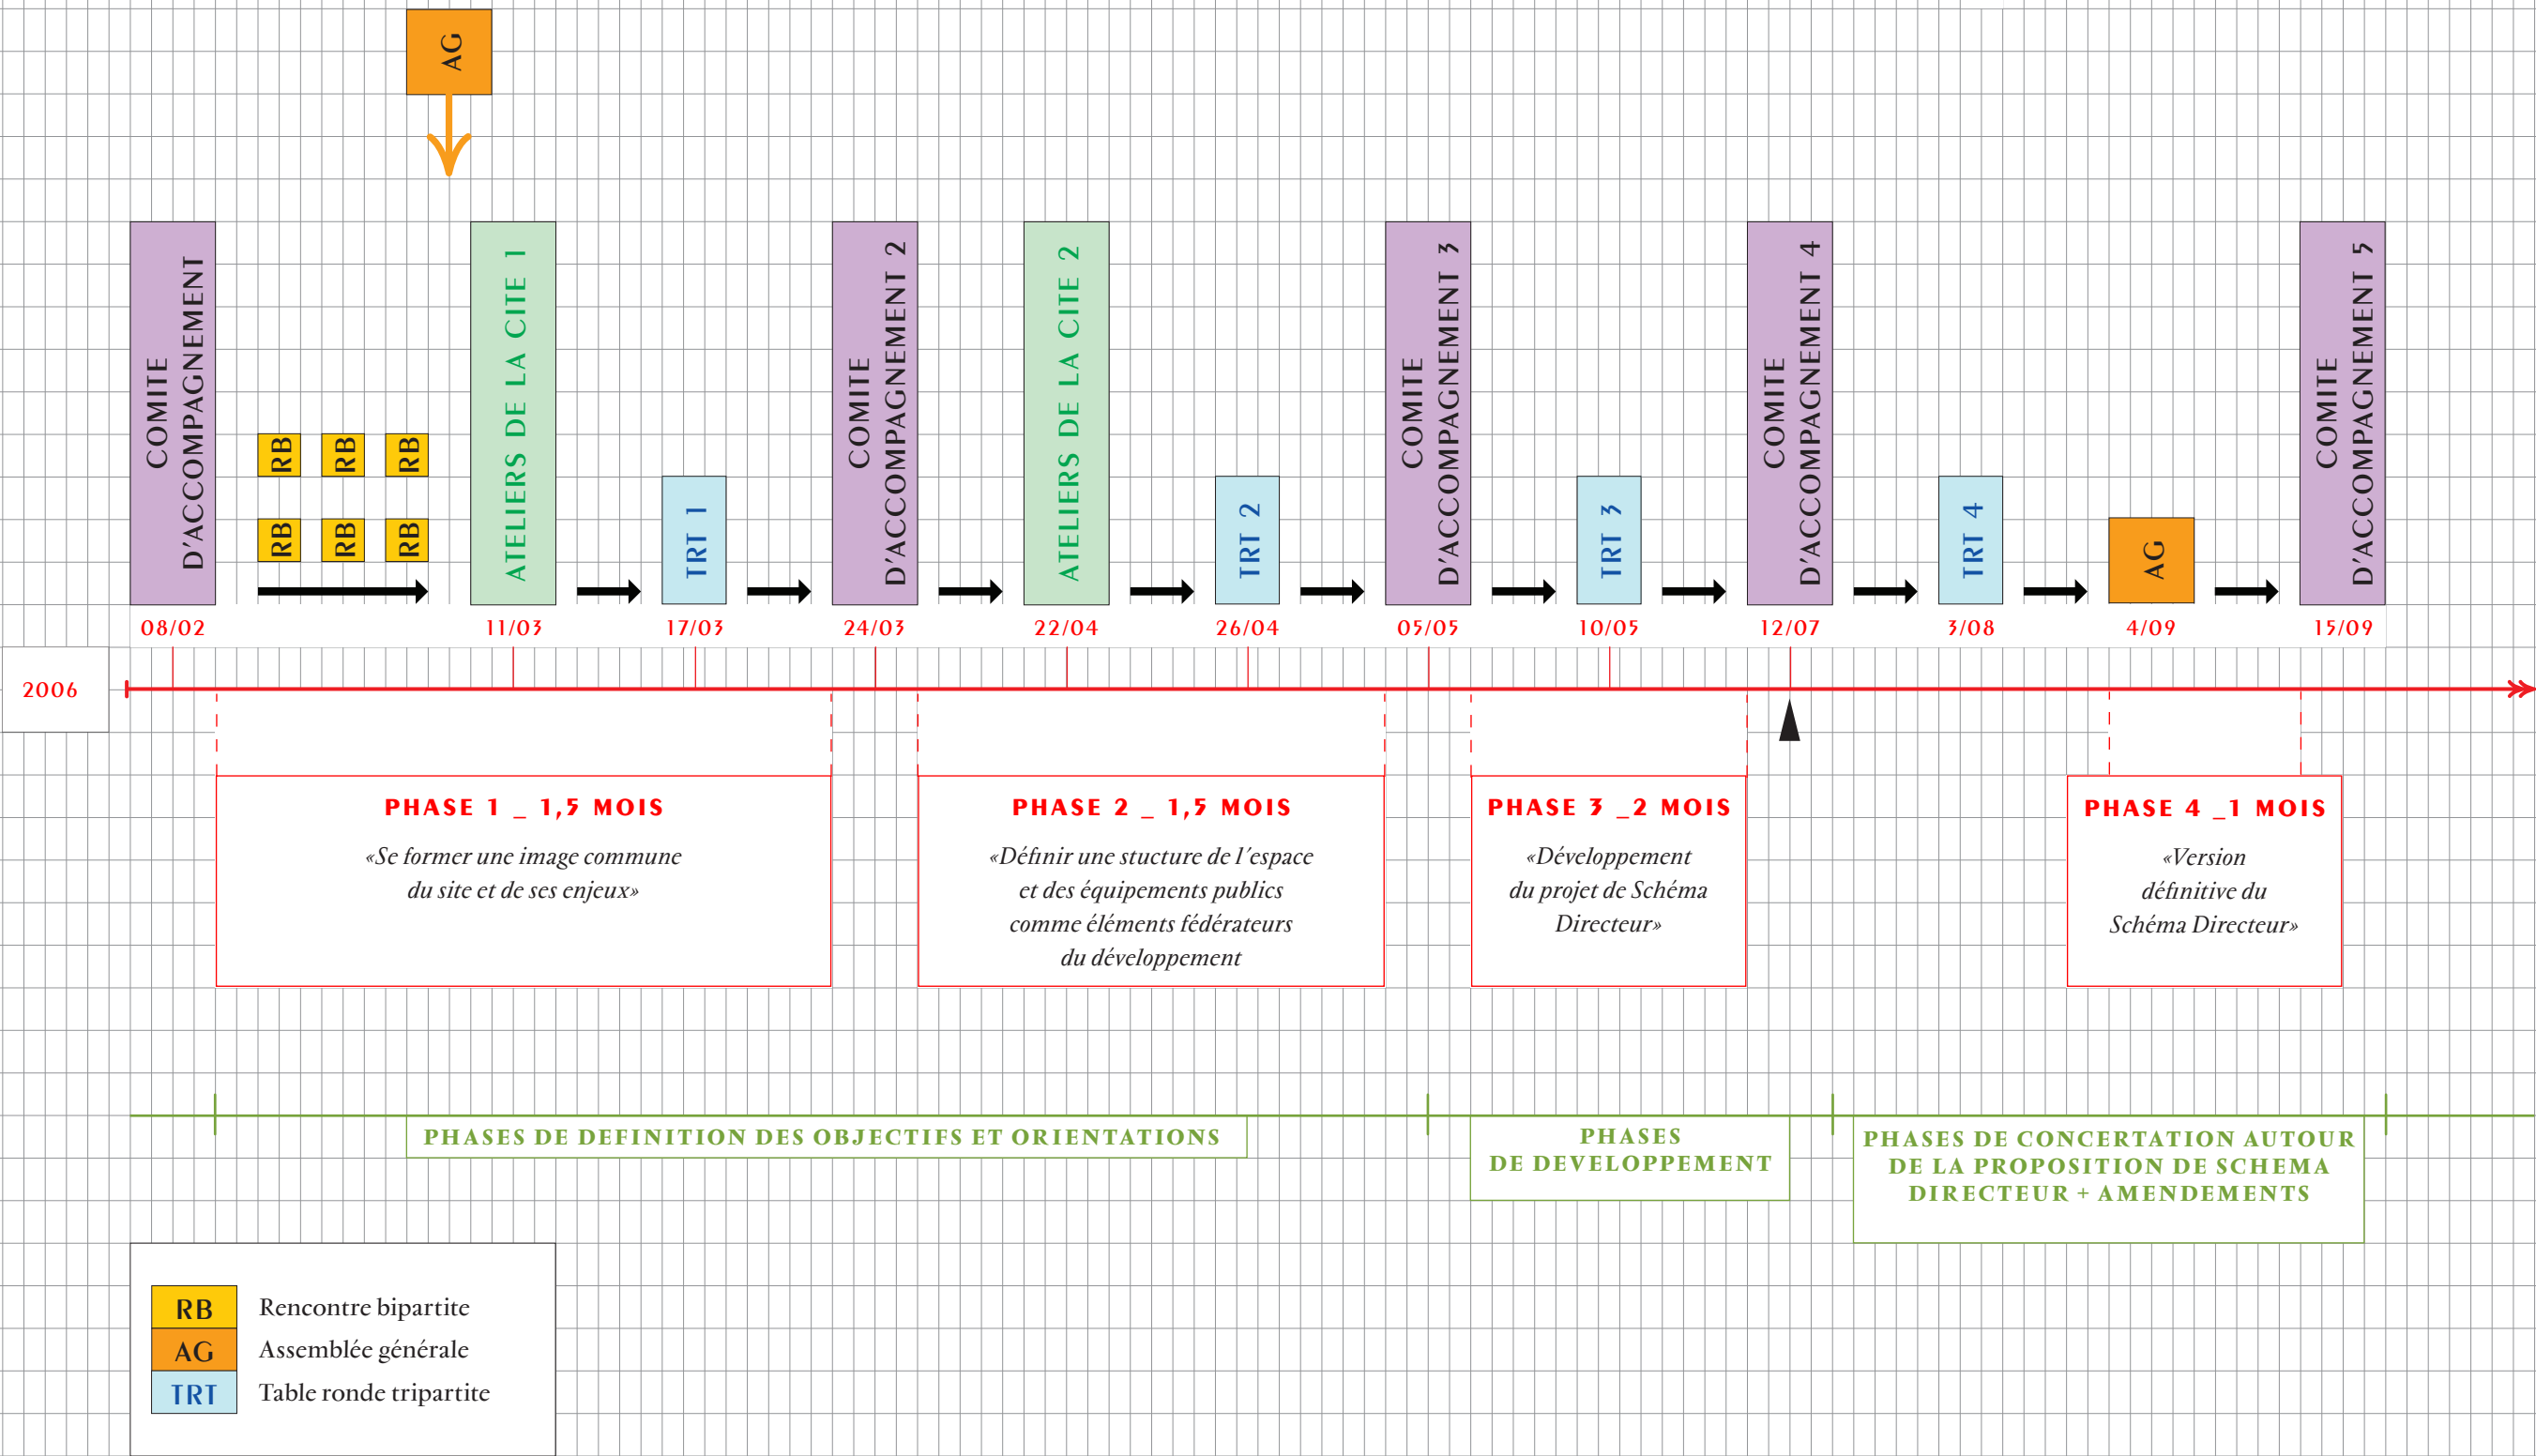 AG
COMITE
D'ACCOMPAGNEMENT
RB
RB
RB
RB
RB
RB
ATELIERS DE LA CITE 1
TRT 1
COMITE
D'ACCOMPAGNEMENT 2
ATELIERS DE LA CITE 2
TRT 2
COMITE
D'ACCOMPAGNEMENT 3
TRT 3
COMITE
D'ACCOMPAGNEMENT 4
TRT 4
AG
COMITE
D'ACCOMPAGNEMENT 5
08/02
11/03
17/03
24/03
22/04
26/04
05/05
10/05
12/07
3/08
4/09
15/09
2006
PHASE 1 _ 1,5 MOIS
«Se former une image commune
du site et de ses enjeux»
PHASE 2 _ 1,5 MOIS
«Définir une stucture de l'espace
et des équipements publics
comme éléments fédérateurs
du développement
PHASE 3 _2 MOIS
«Développement
du projet de Schéma
Directeur»
PHASE 4 _1 MOIS
«Version
définitive du
Schéma Directeur»
PHASES DE DEFINITION DES OBJECTIFS ET ORIENTATIONS
PHASES
DE DEVELOPPEMENT
PHASES DE CONCERTATION AUTOUR
DE LA PROPOSITION DE SCHEMA
DIRECTEUR + AMENDEMENTS
RB Rencontre bipartite
AG Assemblée générale
TRT Table ronde tripartite